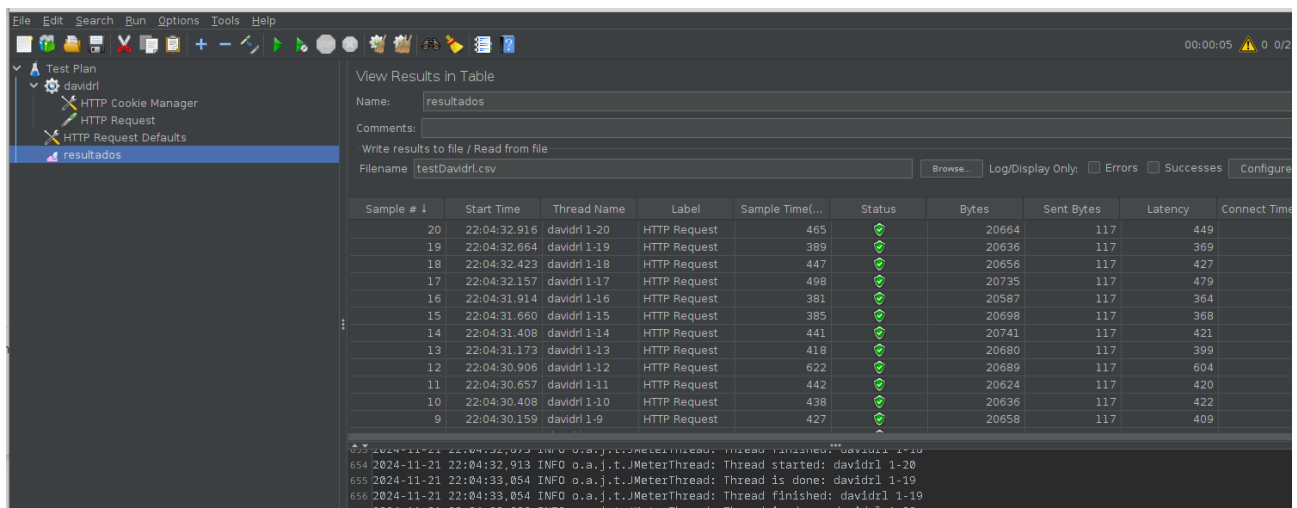 File Edit Search Run Options Tools Help
00:00:05 0 0/2
Test Plan
davidrl
HTTP Cookie Manager
HTTP Request
HTTP Request Defaults
resultados
View Results in Table
Name: resultados
Comments:
Write results to file / Read from file
Filename testDavidrl.csv Browse... Log/Display Only: Errors Successes Configure
Sample # ↓ Start Time Thread Name Label Sample Time(... Status Bytes Sent Bytes Latency Connect Time
20 22:04:32.916 davidrl 1-20 HTTP Request 465 20664 117 449
19 22:04:32.664 davidrl 1-19 HTTP Request 389 20636 117 369
18 22:04:32.423 davidrl 1-18 HTTP Request 447 20656 117 427
17 22:04:32.157 davidrl 1-17 HTTP Request 498 20735 117 479
16 22:04:31.914 davidrl 1-16 HTTP Request 381 20587 117 364
15 22:04:31.660 davidrl 1-15 HTTP Request 385 20698 117 368
14 22:04:31.408 davidrl 1-14 HTTP Request 441 20741 117 421
13 22:04:31.173 davidrl 1-13 HTTP Request 418 20680 117 399
12 22:04:30.906 davidrl 1-12 HTTP Request 622 20689 117 604
11 22:04:30.657 davidrl 1-11 HTTP Request 442 20624 117 420
10 22:04:30.408 davidrl 1-10 HTTP Request 438 20636 117 422
9 22:04:30.159 davidrl 1-9 HTTP Request 427 20658 117 409
654 2024-11-21 22:04:32,913 INFO o.a.j.t.JMeterThread: Thread started: davidrl 1-20
655 2024-11-21 22:04:33,054 INFO o.a.j.t.JMeterThread: Thread is done: davidrl 1-19
656 2024-11-21 22:04:33,054 INFO o.a.j.t.JMeterThread: Thread finished: davidrl 1-19